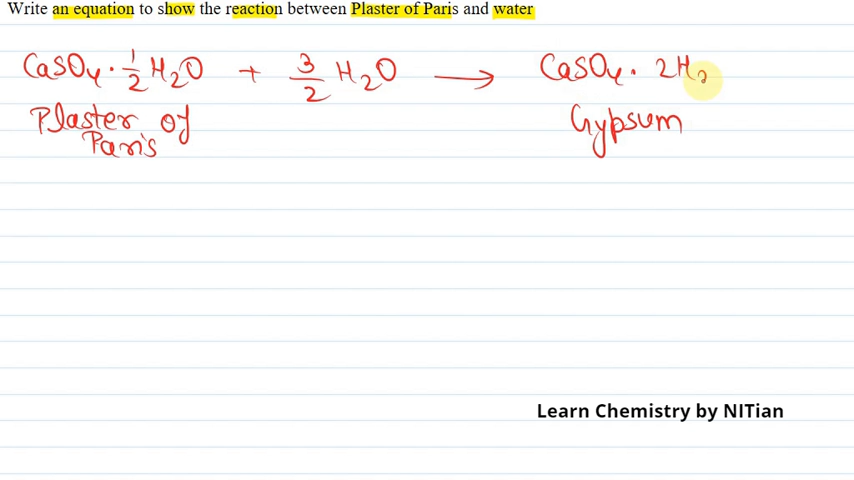 Write an equation to show the reaction between Plaster of Paris and water
CaSO4 · 1/2 H2O + 3/2 H2O → CaSO4 · 2H2
Plaster of Paris
Gypsum
Learn Chemistry by NITian